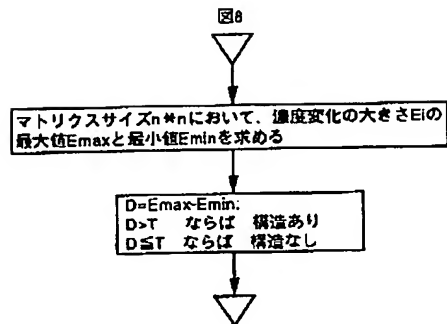 図8
マトリクスサイズn*nにおいて、濃度変化の大きさEiの
最大値Emaxと最小値Eminを求める
D=Emax-Emin;
D>T ならば 構造あり
D≦T ならば 構造なし